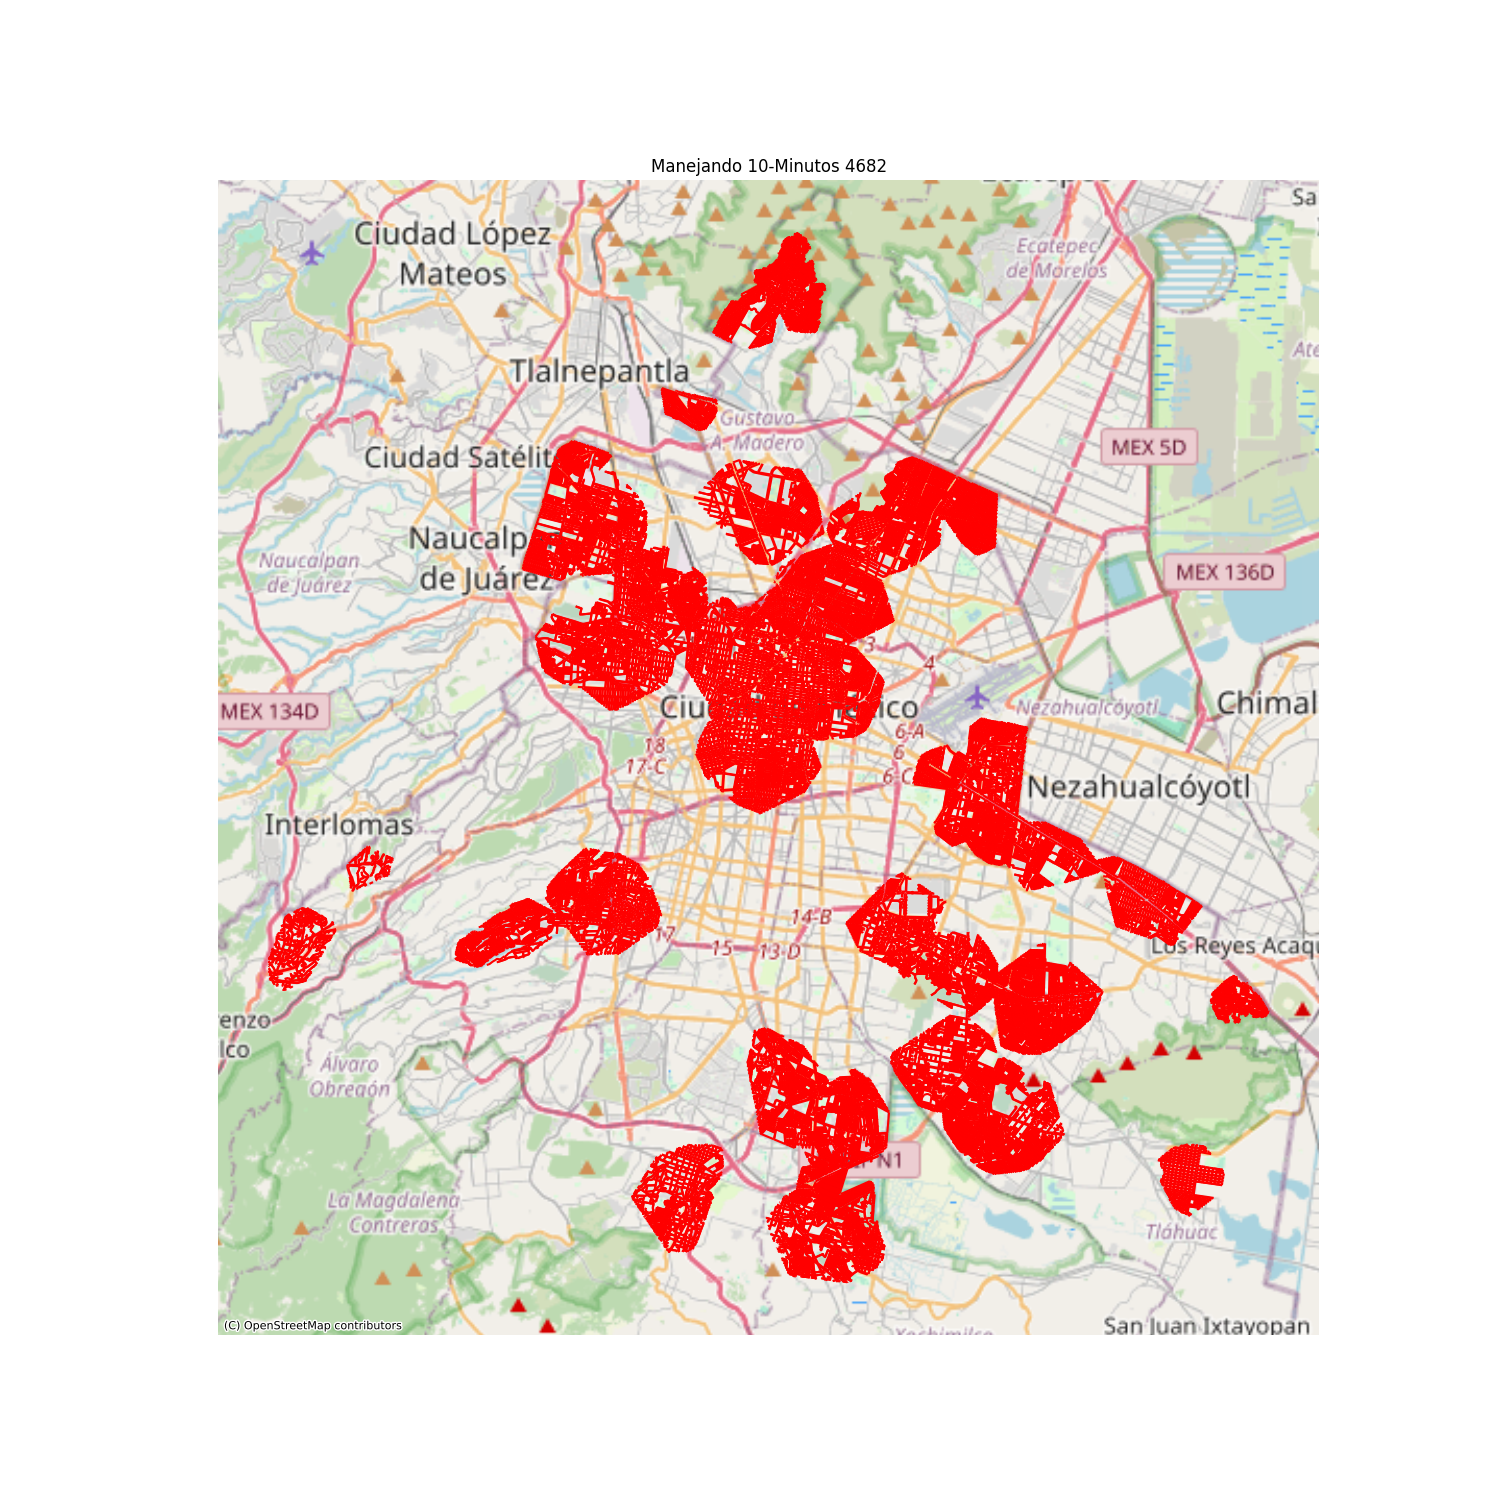 Manejando 10-Minutos 4682
Sa
Ciudad López
Mateos
Ecatepec
de Morelos
Ate
Tlalnepantla
Gustavo
A. Madero
MEX 5D
Ciudad Satélit
Naucalp
de Juárez
Naucalpan
de Juárez
MEX 136D
3
4
MEX 134D
Ciu
ico
Nezahualcóyotl
Chimal
6-A
18
6
17-C
6-C
Nezahualcóyotl
Interlomas
14-B
17
15
13-D
Los Reyes Acaqu
enzo
lco
Álvaro
Obregón
N1
La Magdalena
Contreras
Tláhuac
(C) OpenStreetMap contributors
San Juan Ixtayopan